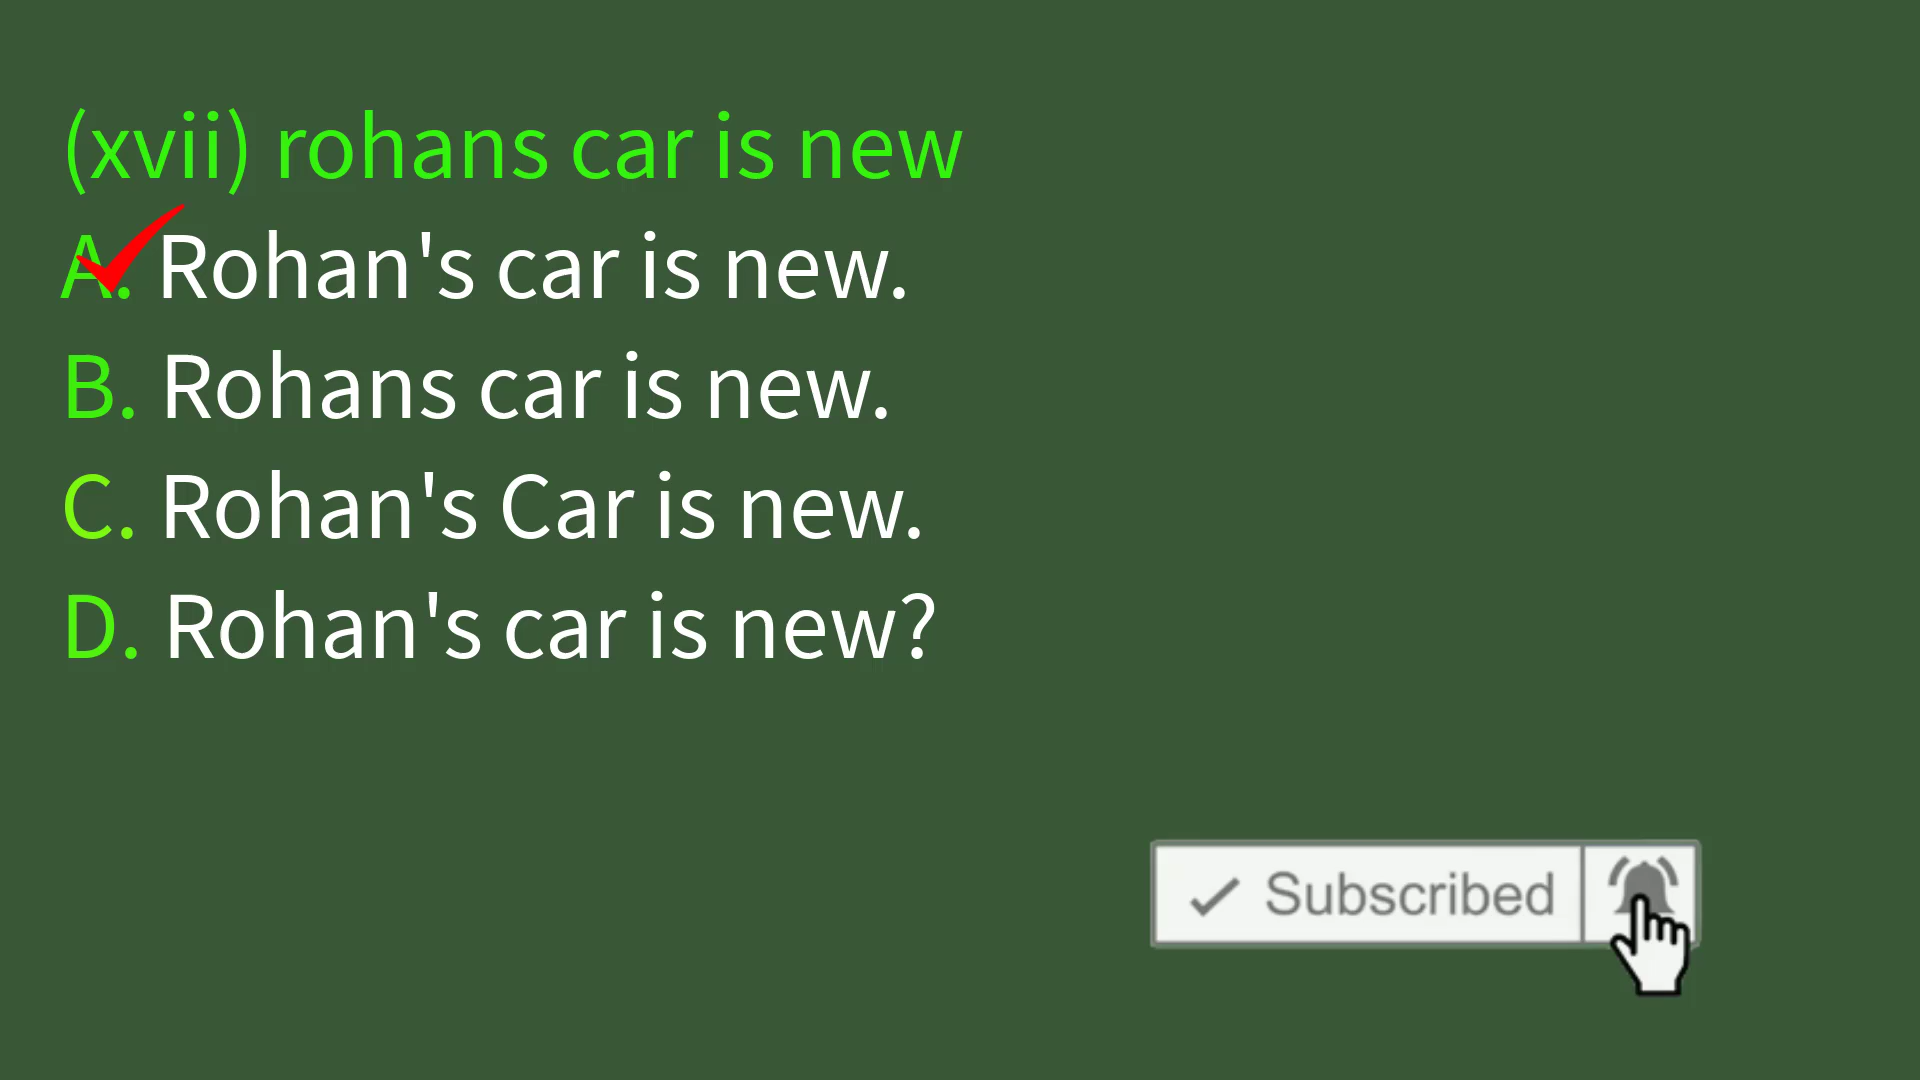 (xvii) rohans car is new
A. Rohan's car is new.
B. Rohans car is new.
C. Rohan's Car is new.
D. Rohan's car is new?
Subscribed